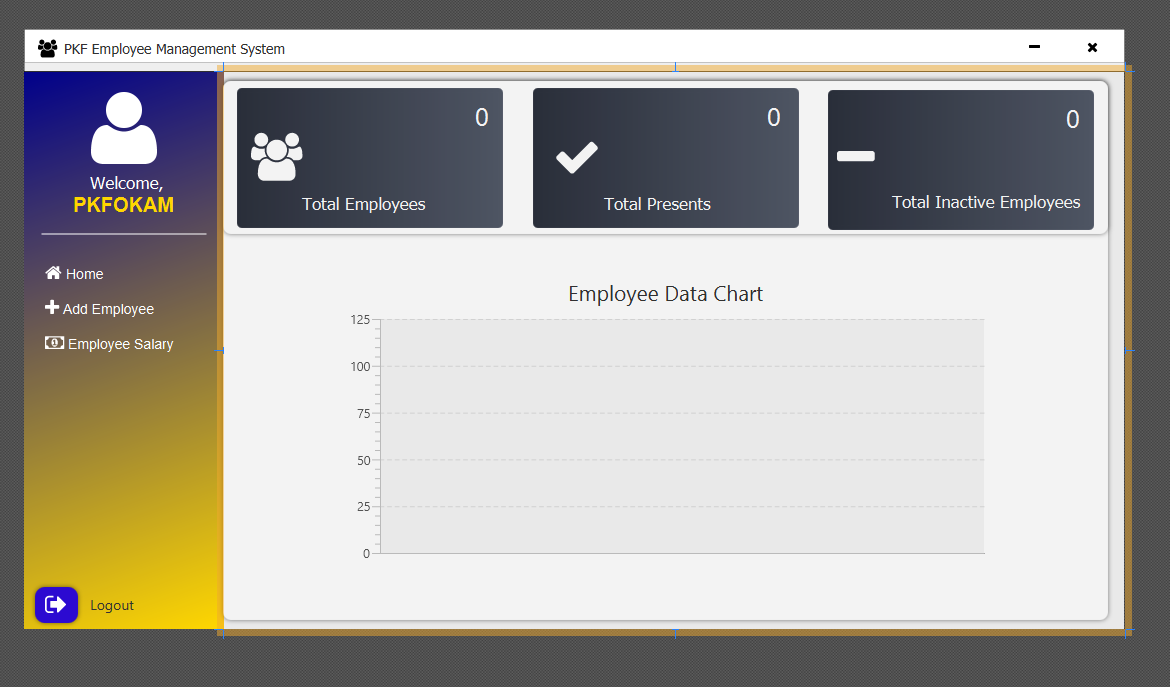 PKF Employee Management System
Welcome,
PKFOKAM
Home
Add Employee
Employee Salary
Logout
0
Total Employees
0
Total Presents
0
Total Inactive Employees
Employee Data Chart
125
100
75
50
25
0